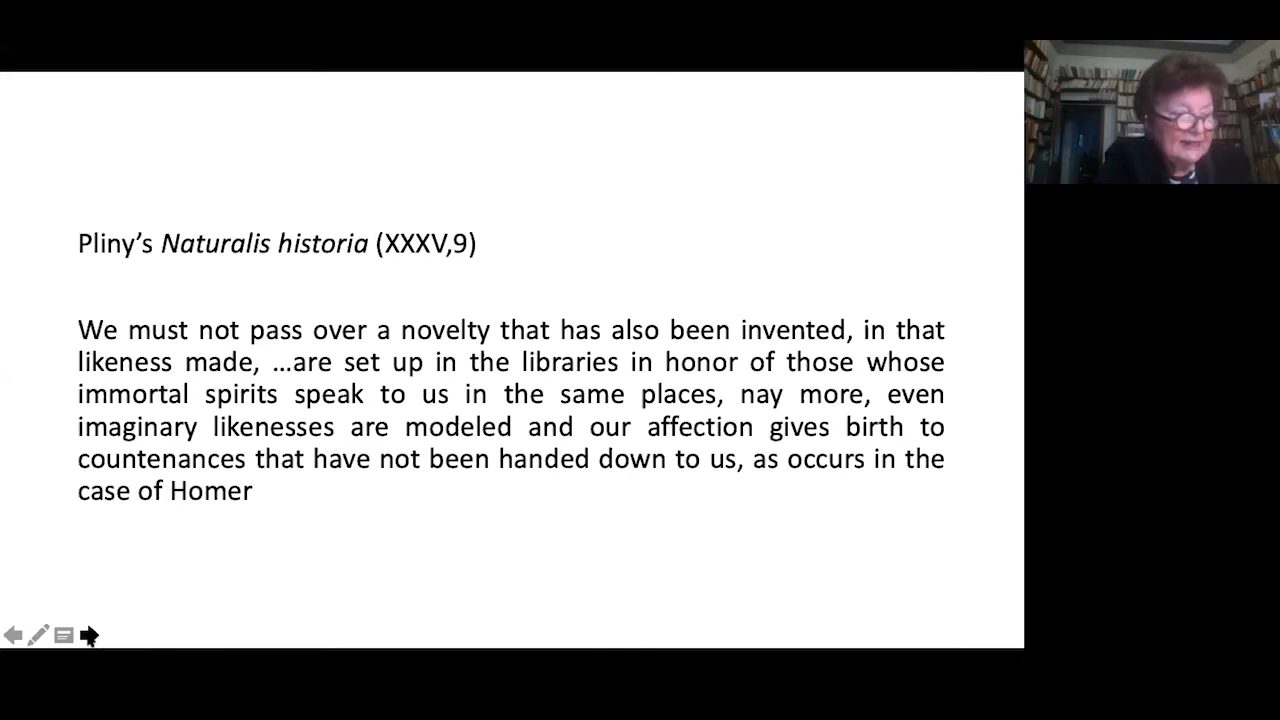 Pliny’s Naturalis historia (XXXV,9)
We must not pass over a novelty that has also been invented, in that
likeness made, ...are set up in the libraries in honor of those whose
immortal spirits speak to us in the same places, nay more, even
imaginary likenesses are modeled and our affection gives birth to
countenances that have not been handed down to us, as occurs in the
case of Homer